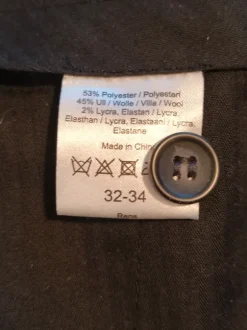 53% Polyester / Polyestari
45% Ull / Wolle / Villa / Wool
2% Lycra, Elastan / Lycra,
Elasthan / Lycra, Elastaani / Lycra,
Elastane
Made in China
32-34